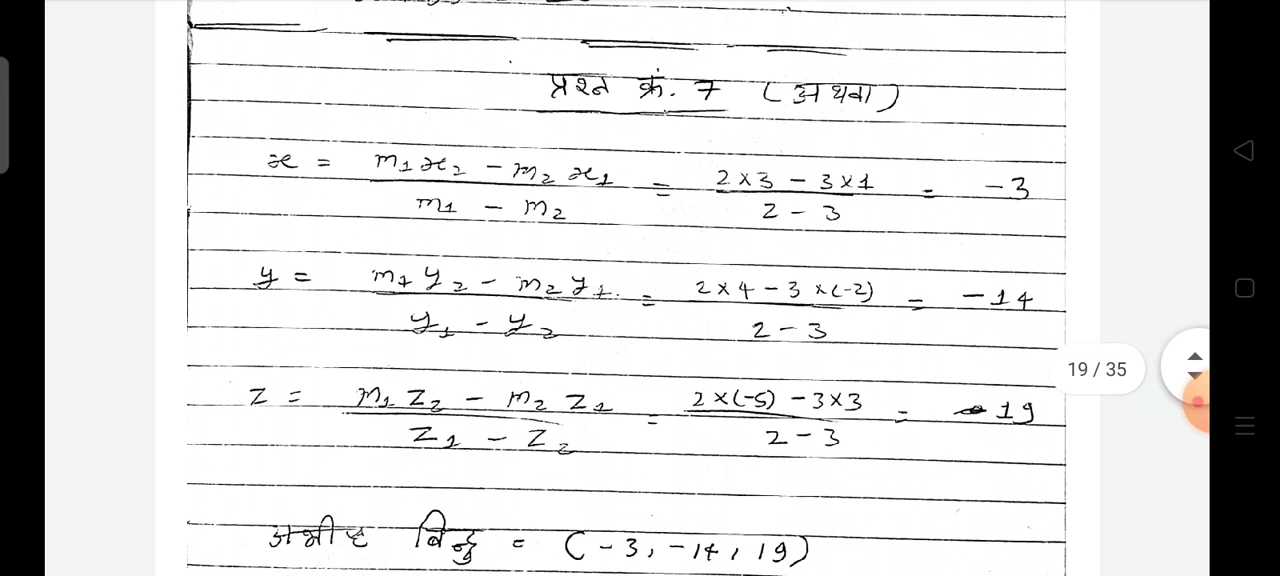 प्रश्न क्रं. 7 (अथवा)
x = m₁x₂ - m₂x₁ / m₁ - m₂ = 2×3 - 3×1 / 2-3 = -3
y = m₁y₂ - m₂y₁. / y₁ - y₂ = 2×4 - 3×(-2) / 2-3 = -14
19 / 35
z = m₁z₂ - m₂z₁ / z₁ - z₂ = 2×(-5) - 3×3 / 2-3 = 19
अभीष्ट बिन्दु = (-3, -14, 19)